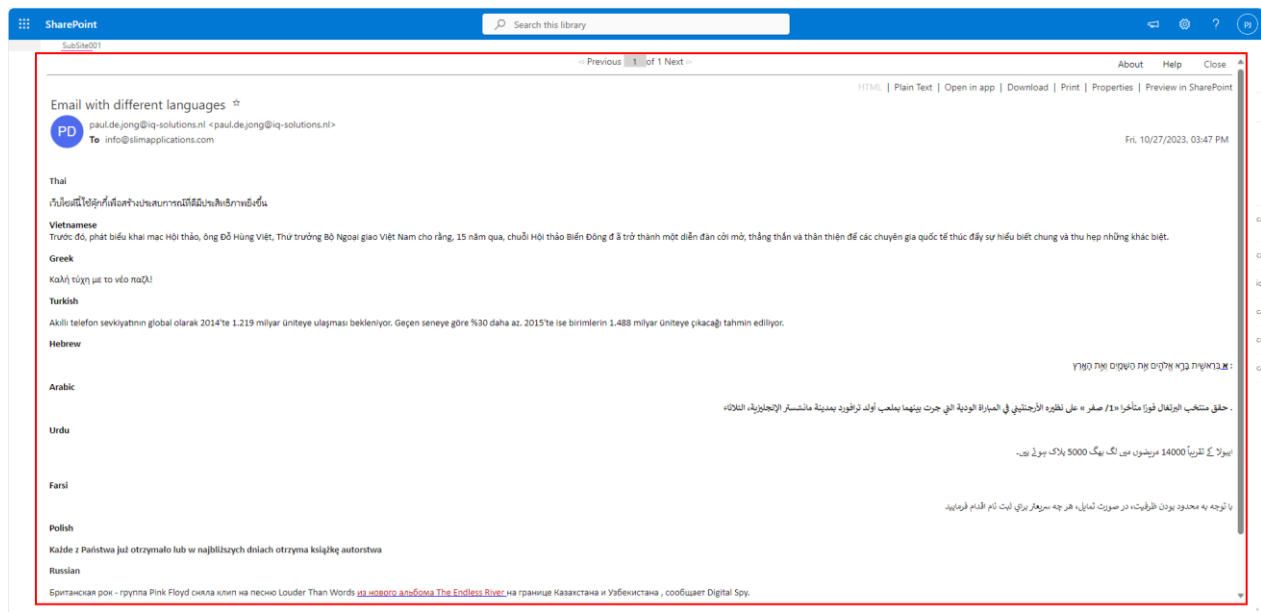 SharePoint
Search this library
PJ
SubSite001
Previous 1 of 1 Next
About Help Close
HTML | Plain Text | Open in app | Download | Print | Properties | Preview in SharePoint
Email with different languages
PD
paul.de.jong@iq-solutions.nl <paul.de.jong@iq-solutions.nl>
To info@slimapplications.com
Fri, 10/27/2023, 03:47 PM
Thai
เว็บไซต์นี้ใช้คุ้กกี้เพื่อสร้างประสบการณ์ที่ดีมีประสิทธิภาพยิ่งขึ้น
Vietnamese
Trước đó, phát biểu khai mạc Hội thảo, ông Đỗ Hùng Việt, Thứ trưởng Bộ Ngoại giao Việt Nam cho rằng, 15 năm qua, chuỗi Hội thảo Biển Đông đ ã trở thành một diễn đàn cởi mở, thẳng thắn và thân thiện để các chuyên gia quốc tế thúc đẩy sự hiểu biết chung và thu hẹp những khác biệt.
Greek
Καλή τύχη με το νέο παζλ!
Turkish
Akıllı telefon sevkiyatının global olarak 2014'te 1.219 milyar üniteye ulaşması bekleniyor. Geçen seneye göre %30 daha az. 2015'te ise birimlerin 1.488 milyar üniteye çıkacağı tahmin ediliyor.
Hebrew
: א בְּרֵאשִׁית בָּרָא אֱלֹהִים אֵת הַשָּׁמַיִם וְאֵת הָאָרֶץ
Arabic
. حقق منتخب البرتغال فوزا متأخرا «1/ صفر » على نظيره الأرجنتيني في المباراة الودية التي جرت بينهما بملعب أولد ترافورد بمدينة مانشستر الإنجليزية، الثلاثاء
Urdu
ایبولا کے تقریباً 14000 مریضوں میں لگ بھگ 5000 ہلاک ہوئے ہیں۔
Farsi
با توجه به محدود بودن ظرفیت، در صورت تمایل، هر چه سریعتر براي ثبت نام اقدام فرمایید
Polish
Każde z Państwa już otrzymało lub w najbliższych dniach otrzyma książkę autorstwa
Russian
Британская рок - группа Pink Floyd сняла клип на песню Louder Than Words из нового альбома The Endless River на границе Казахстана и Узбекистана , сообщает Digital Spy.